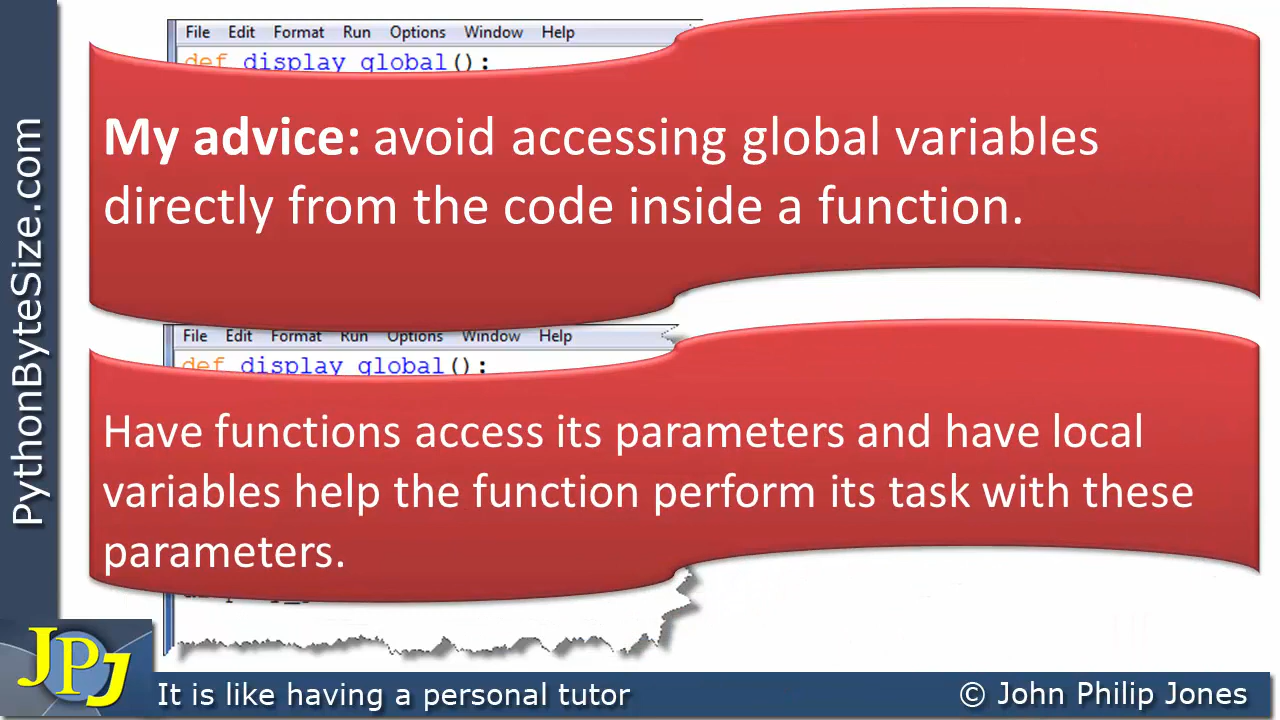 File Edit Format Run Options Window Help
def display_global():
My advice: avoid accessing global variables
directly from the code inside a function.
File Edit Format Run Options Window Help
def display_global():
Have functions access its parameters and have local
variables help the function perform its task with these
parameters.
PythonByteSize.com
JPJ
It is like having a personal tutor
© John Philip Jones